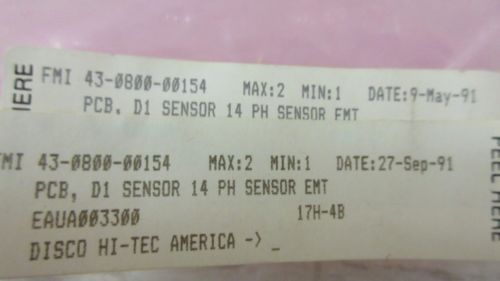 HERE
FMI 43-0800-00154 MAX:2 MIN:1 DATE:9-May-91
PCB, D1 SENSOR 14 PH SENSOR EMT
FMI 43-0800-00154 MAX:2 MIN:1 DATE:27-Sep-91
PCB, D1 SENSOR 14 PH SENSOR EMT
EAUA003300 17H-4B
DISCO HI-TEC AMERICA -> _
PEEL HERE